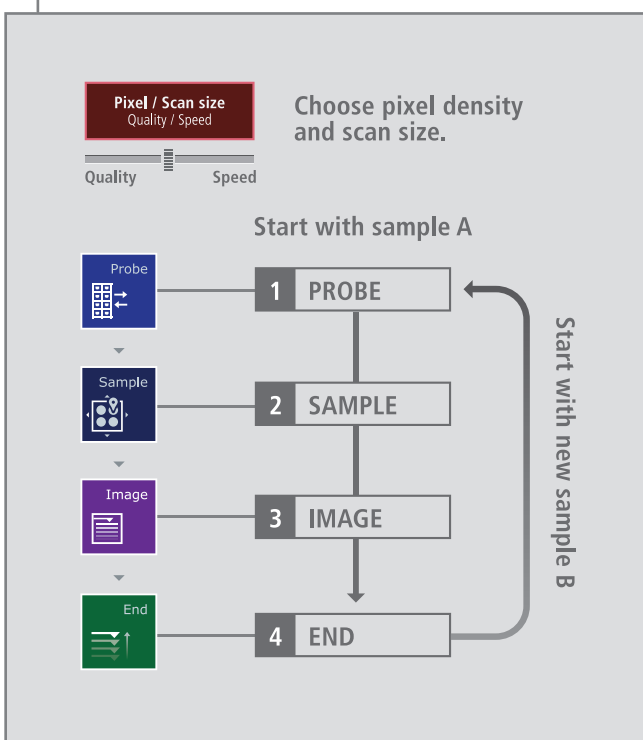 Pixel / Scan size
Quality / Speed
Quality Speed
Choose pixel density
and scan size.
Start with sample A
Probe
1 PROBE
Sample
2 SAMPLE
Image
3 IMAGE
End
4 END
Start with new sample B